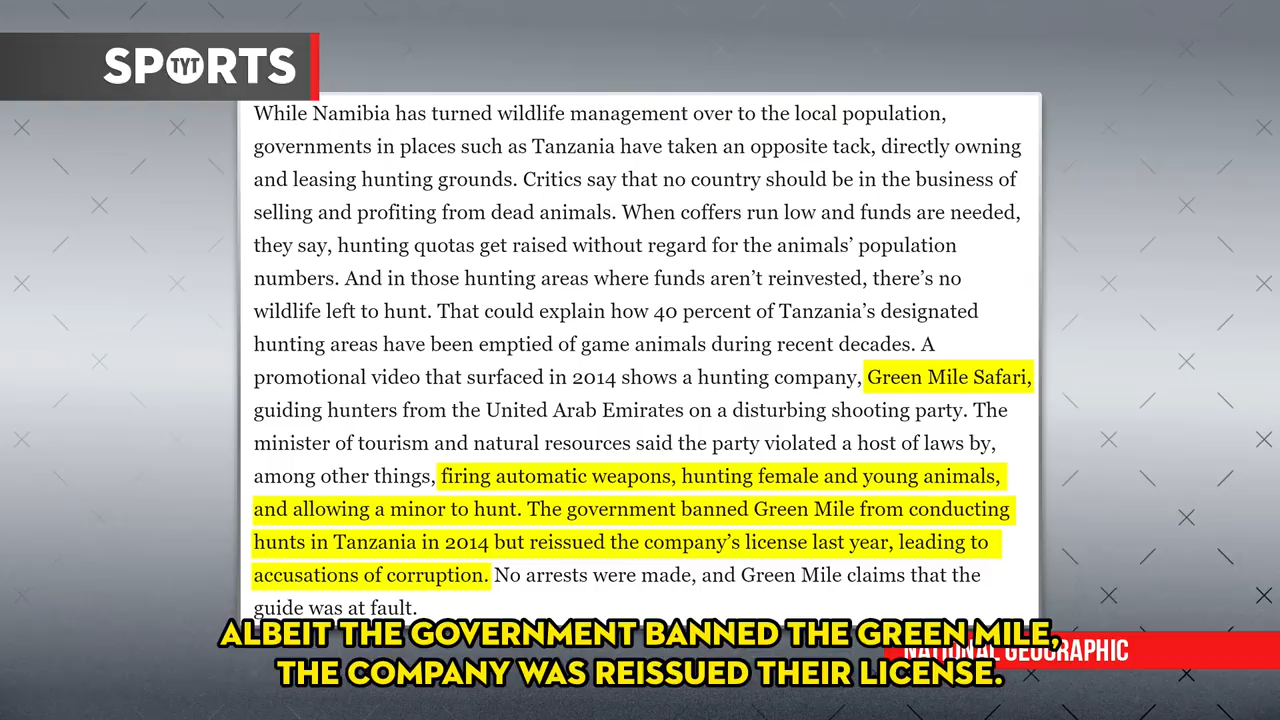 SPORTS
TYT
While Namibia has turned wildlife management over to the local population,
governments in places such as Tanzania have taken an opposite tack, directly owning
and leasing hunting grounds. Critics say that no country should be in the business of
selling and profiting from dead animals. When coffers run low and funds are needed,
they say, hunting quotas get raised without regard for the animals’ population
numbers. And in those hunting areas where funds aren’t reinvested, there’s no
wildlife left to hunt. That could explain how 40 percent of Tanzania’s designated
hunting areas have been emptied of game animals during recent decades. A
promotional video that surfaced in 2014 shows a hunting company, Green Mile Safari,
guiding hunters from the United Arab Emirates on a disturbing shooting party. The
minister of tourism and natural resources said the party violated a host of laws by,
among other things, firing automatic weapons, hunting female and young animals,
and allowing a minor to hunt. The government banned Green Mile from conducting
hunts in Tanzania in 2014 but reissued the company’s license last year, leading to
accusations of corruption. No arrests were made, and Green Mile claims that the
guide was at fault.
ALBEIT THE GOVERNMENT BANNED THE GREEN MILE,
NATIONAL GEOGRAPHIC
THE COMPANY WAS REISSUED THEIR LICENSE.